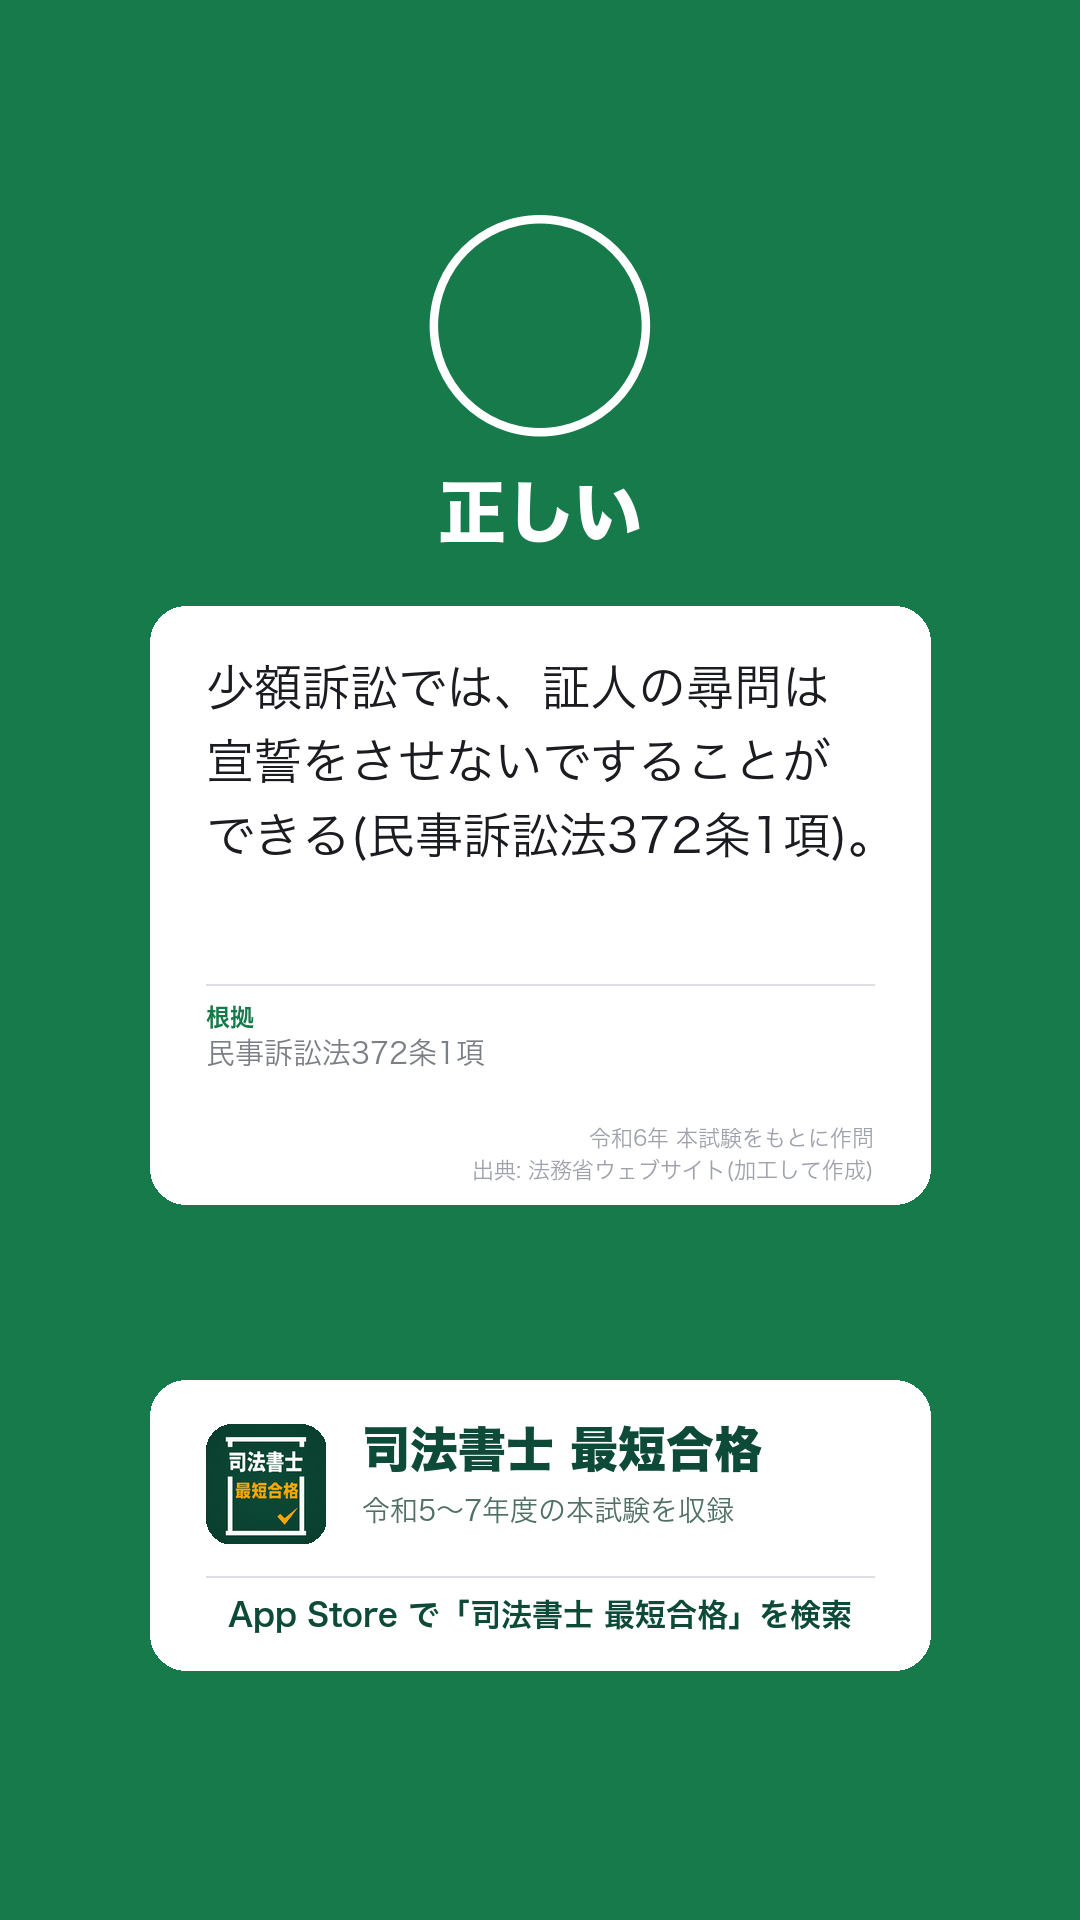 正しい
少額訴訟では、証人の尋問は
宣誓をさせないですることが
できる(民事訴訟法372条1項)。
根拠
民事訴訟法372条1項
令和6年 本試験をもとに作問
出典: 法務省ウェブサイト(加工して作成)
司法書士
最短合格
司法書士 最短合格
令和5〜7年度の本試験を収録
App Store で「司法書士 最短合格」を検索